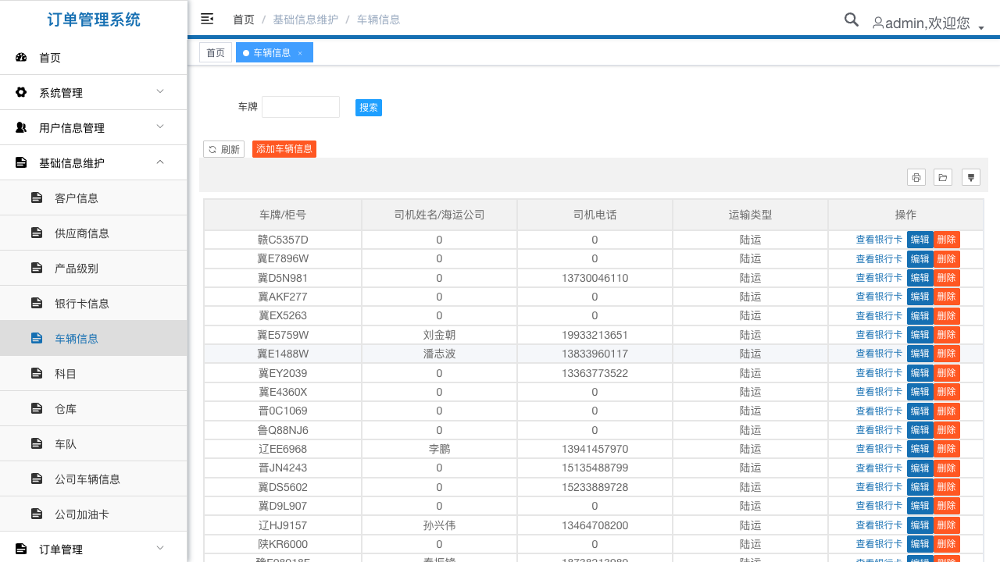 订单管理系统
首页
系统管理
用户信息管理
基础信息维护
客户信息
供应商信息
产品级别
银行卡信息
车辆信息
科目
仓库
车队
公司车辆信息
公司加油卡
订单管理
首页 / 基础信息维护 / 车辆信息
admin,欢迎您
首页 车辆信息 ×
车牌 搜索
刷新 添加车辆信息
车牌/柜号 司机姓名/海运公司 司机电话 运输类型 操作
赣C5357D 0 0 陆运 查看银行卡 编辑 删除
冀E7896W 0 0 陆运 查看银行卡 编辑 删除
冀D5N981 0 13730046110 陆运 查看银行卡 编辑 删除
冀AKF277 0 0 陆运 查看银行卡 编辑 删除
冀EX5263 0 0 陆运 查看银行卡 编辑 删除
冀E5759W 刘金朝 19933213651 陆运 查看银行卡 编辑 删除
冀E1488W 潘志波 13833960117 陆运 查看银行卡 编辑 删除
冀EY2039 0 13363773522 陆运 查看银行卡 编辑 删除
冀E4360X 0 0 陆运 查看银行卡 编辑 删除
晋0C1069 0 0 陆运 查看银行卡 编辑 删除
鲁Q88NJ6 0 0 陆运 查看银行卡 编辑 删除
辽EE6968 李鹏 13941457970 陆运 查看银行卡 编辑 删除
晋JN4243 0 15135488799 陆运 查看银行卡 编辑 删除
冀DS5602 0 15233889728 陆运 查看银行卡 编辑 删除
冀D9L907 0 0 陆运 查看银行卡 编辑 删除
辽HJ9157 孙兴伟 13464708200 陆运 查看银行卡 编辑 删除
陕KR6000 0 0 陆运 查看银行卡 编辑 删除
陆运 查看银行卡 编辑 删除